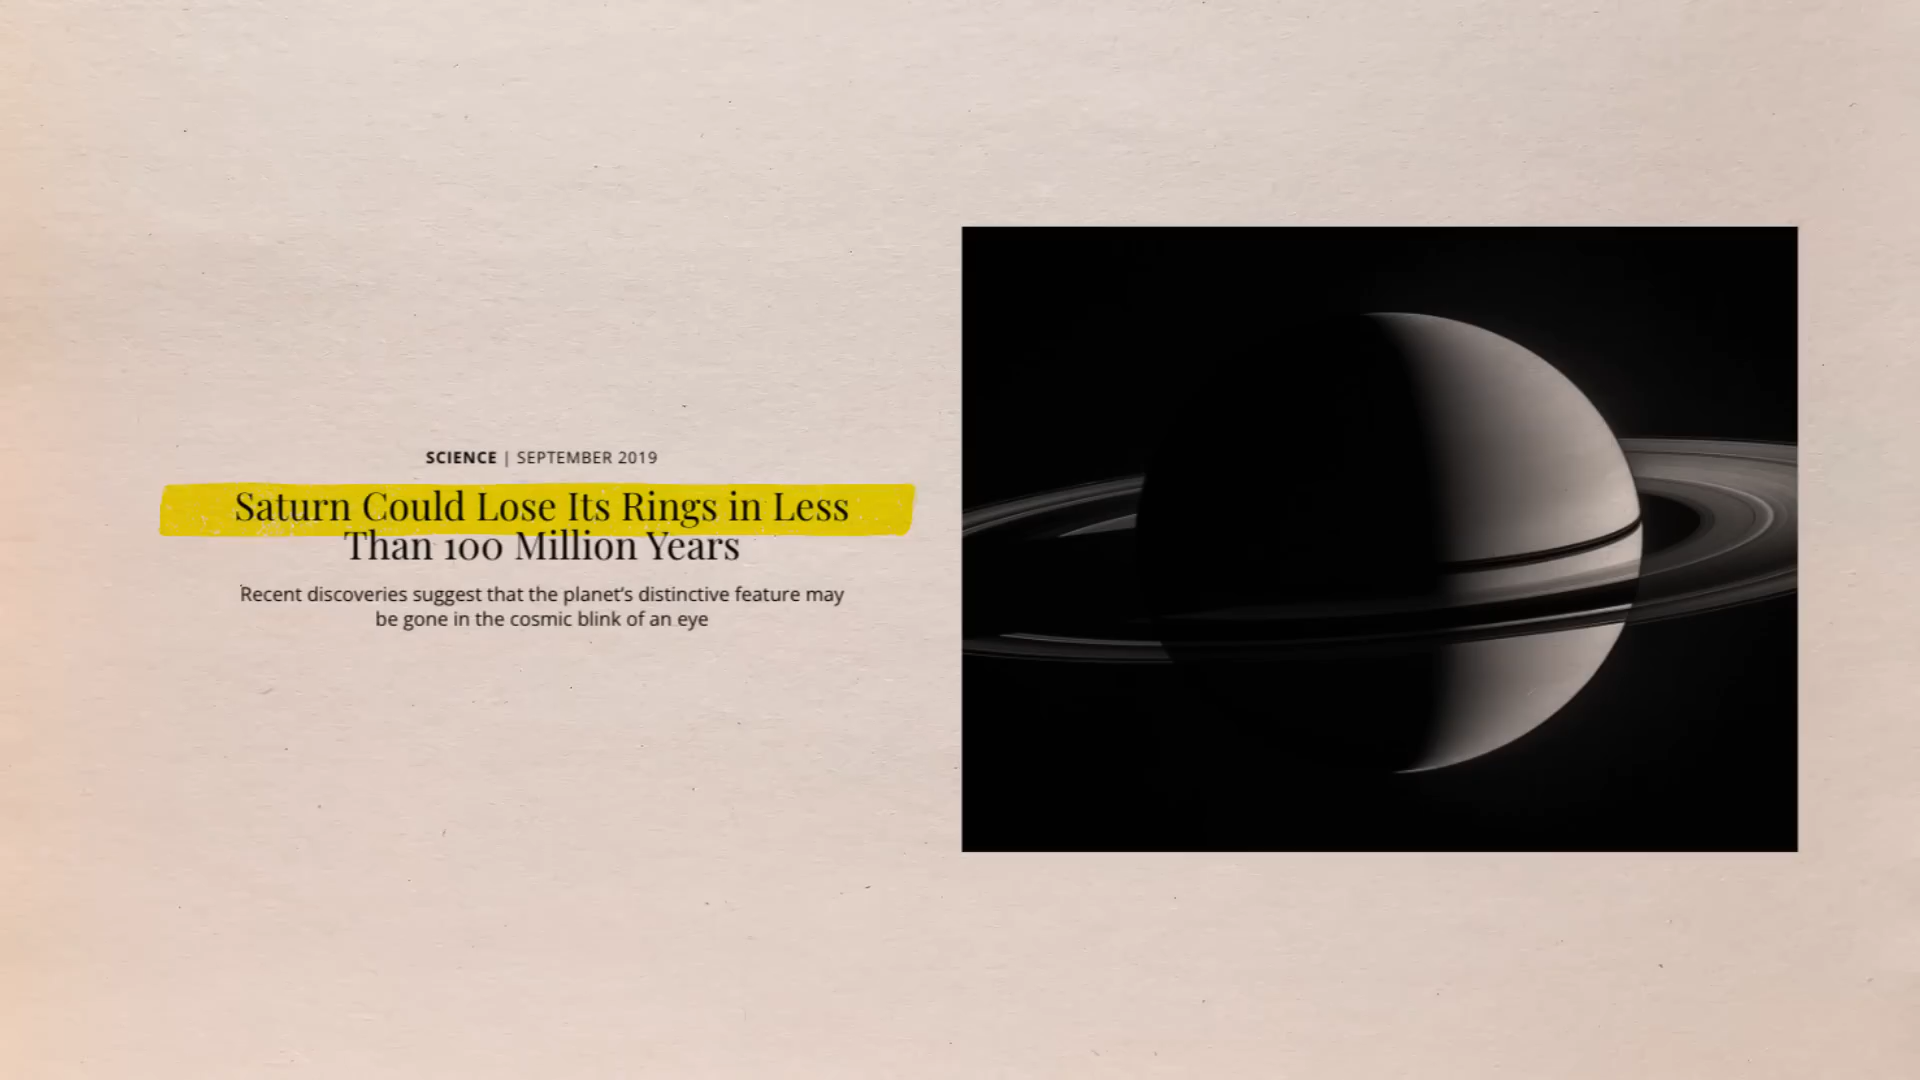 SCIENCE | SEPTEMBER 2019
Saturn Could Lose Its Rings in Less
Than 100 Million Years
Recent discoveries suggest that the planet's distinctive feature may
be gone in the cosmic blink of an eye